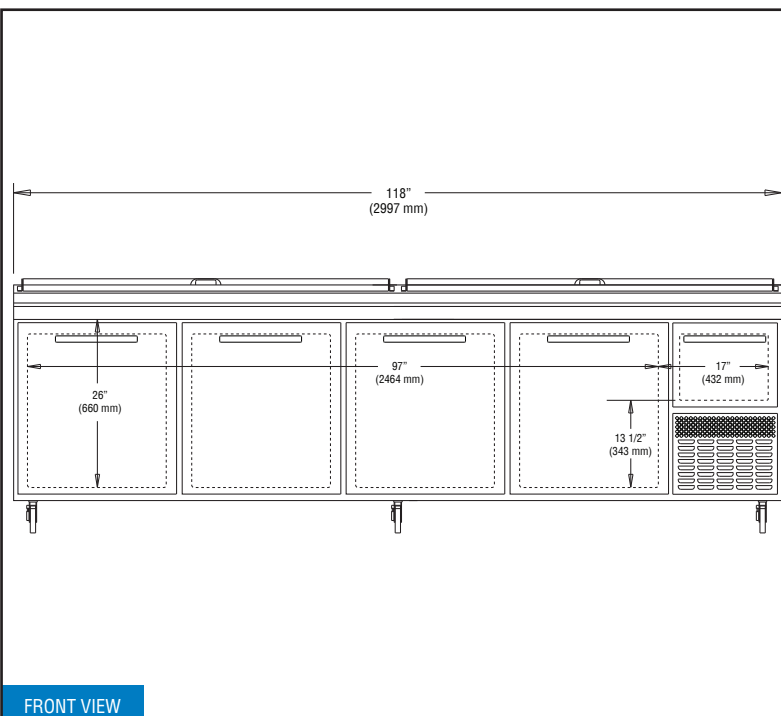 118”
(2997 mm)
97”
(2464 mm)
17”
(432 mm)
26”
(660 mm)
13 1/2”
(343 mm)
FRONT VIEW